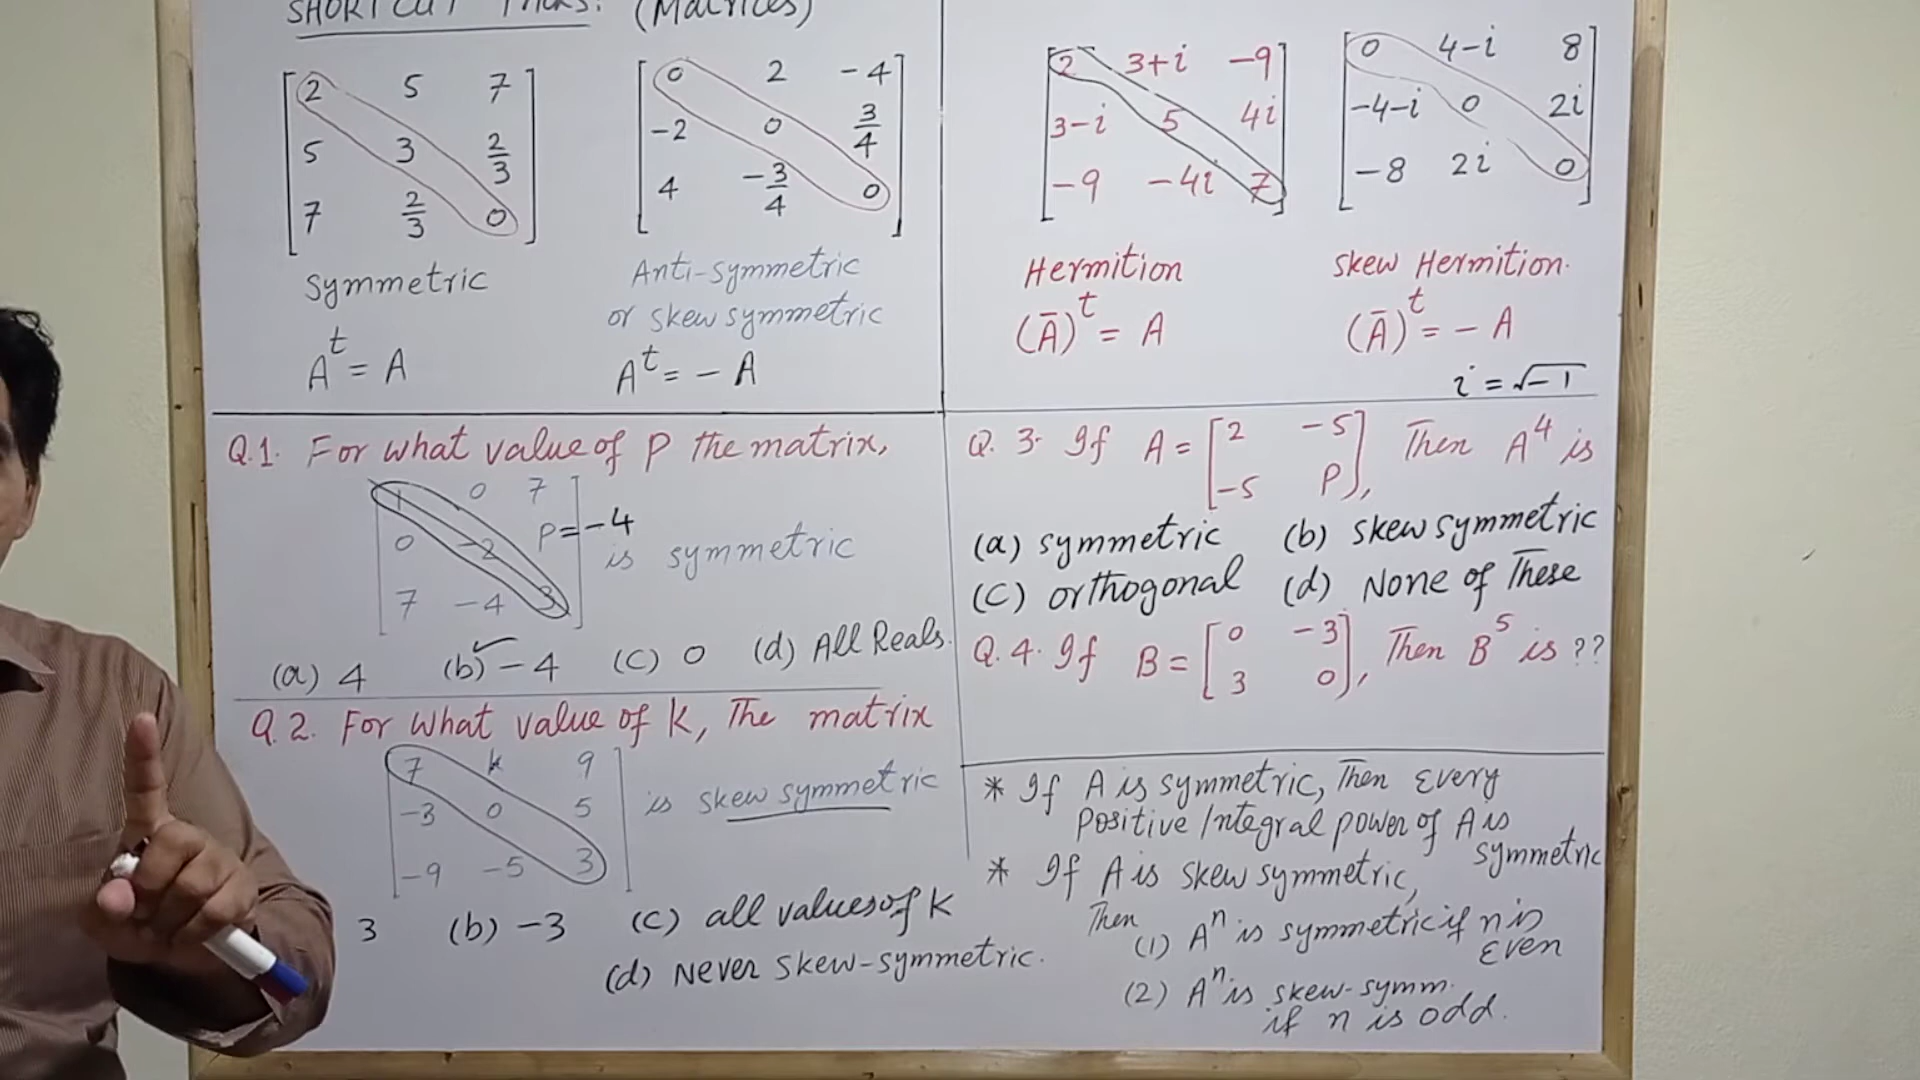 SHORTCUT Tricks: (Matrices)
2 5 7
5 3 2/3
7 2/3 0
Symmetric
A^t = A
0 2 -4
-2 0 3/4
4 -3/4 0
Anti-symmetric
or skew symmetric
A^t = - A
2 3+i -9
3-i 5 4i
-9 -4i 7
Hermition
(Ā)^t = A
0 4-i 8
-4-i 0 2i
-8 2i 0
Skew Hermition.
(Ā)^t = - A
i = √-1
Q.1. For what value of P the matrix,
1 0 7
0 -2 P = -4
7 -4 3
is symmetric
(a) 4 (b) -4 (c) 0 (d) All Reals.
Q.2. For what value of k, The matrix
7 k 9
-3 0 5
-9 -5 3
is skew symmetric
3 (b) -3 (c) all values of k
(d) Never skew-symmetric.
Q. 3. If A = [2 -5
-5 P], Then A^4 is
(a) symmetric (b) skew symmetric
(c) orthogonal (d) None of These
Q.4. If B = [0 -3
3 0], Then B^5 is ??
* If A is symmetric, Then Every
Positive Integral power of A is
symmetric
* If A is skew symmetric,
Then
(1) A^n is symmetric if n is
Even
(2) A^n is skew-symm.
if n is odd.